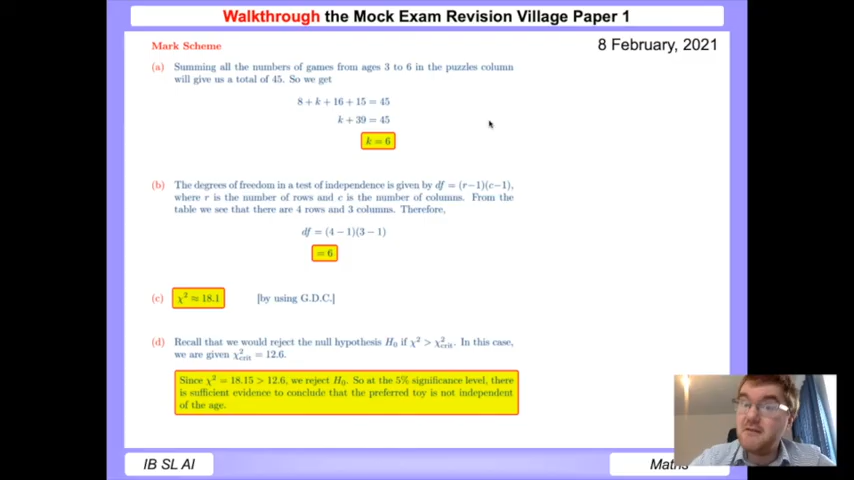 Walkthrough the Mock Exam Revision Village Paper 1
8 February, 2021
Mark Scheme
(a) Summing all the numbers of games from ages 3 to 6 in the puzzles column
will give us a total of 45. So we get
8 + k + 16 + 15 = 45
k + 39 = 45
k = 6
(b) The degrees of freedom in a test of independence is given by df = (r−1)(c−1),
where r is the number of rows and c is the number of columns. From the
table we see that there are 4 rows and 3 columns. Therefore,
df = (4 − 1)(3 − 1)
= 6
(c) χ² ≈ 18.1 [by using G.D.C.]
(d) Recall that we would reject the null hypothesis H₀ if χ² > χ²crit. In this case,
we are given χ²crit = 12.6.
Since χ² = 18.15 > 12.6, we reject H₀. So at the 5% significance level, there
is sufficient evidence to conclude that the preferred toy is not independent
of the age.
IB SL AI
Maths